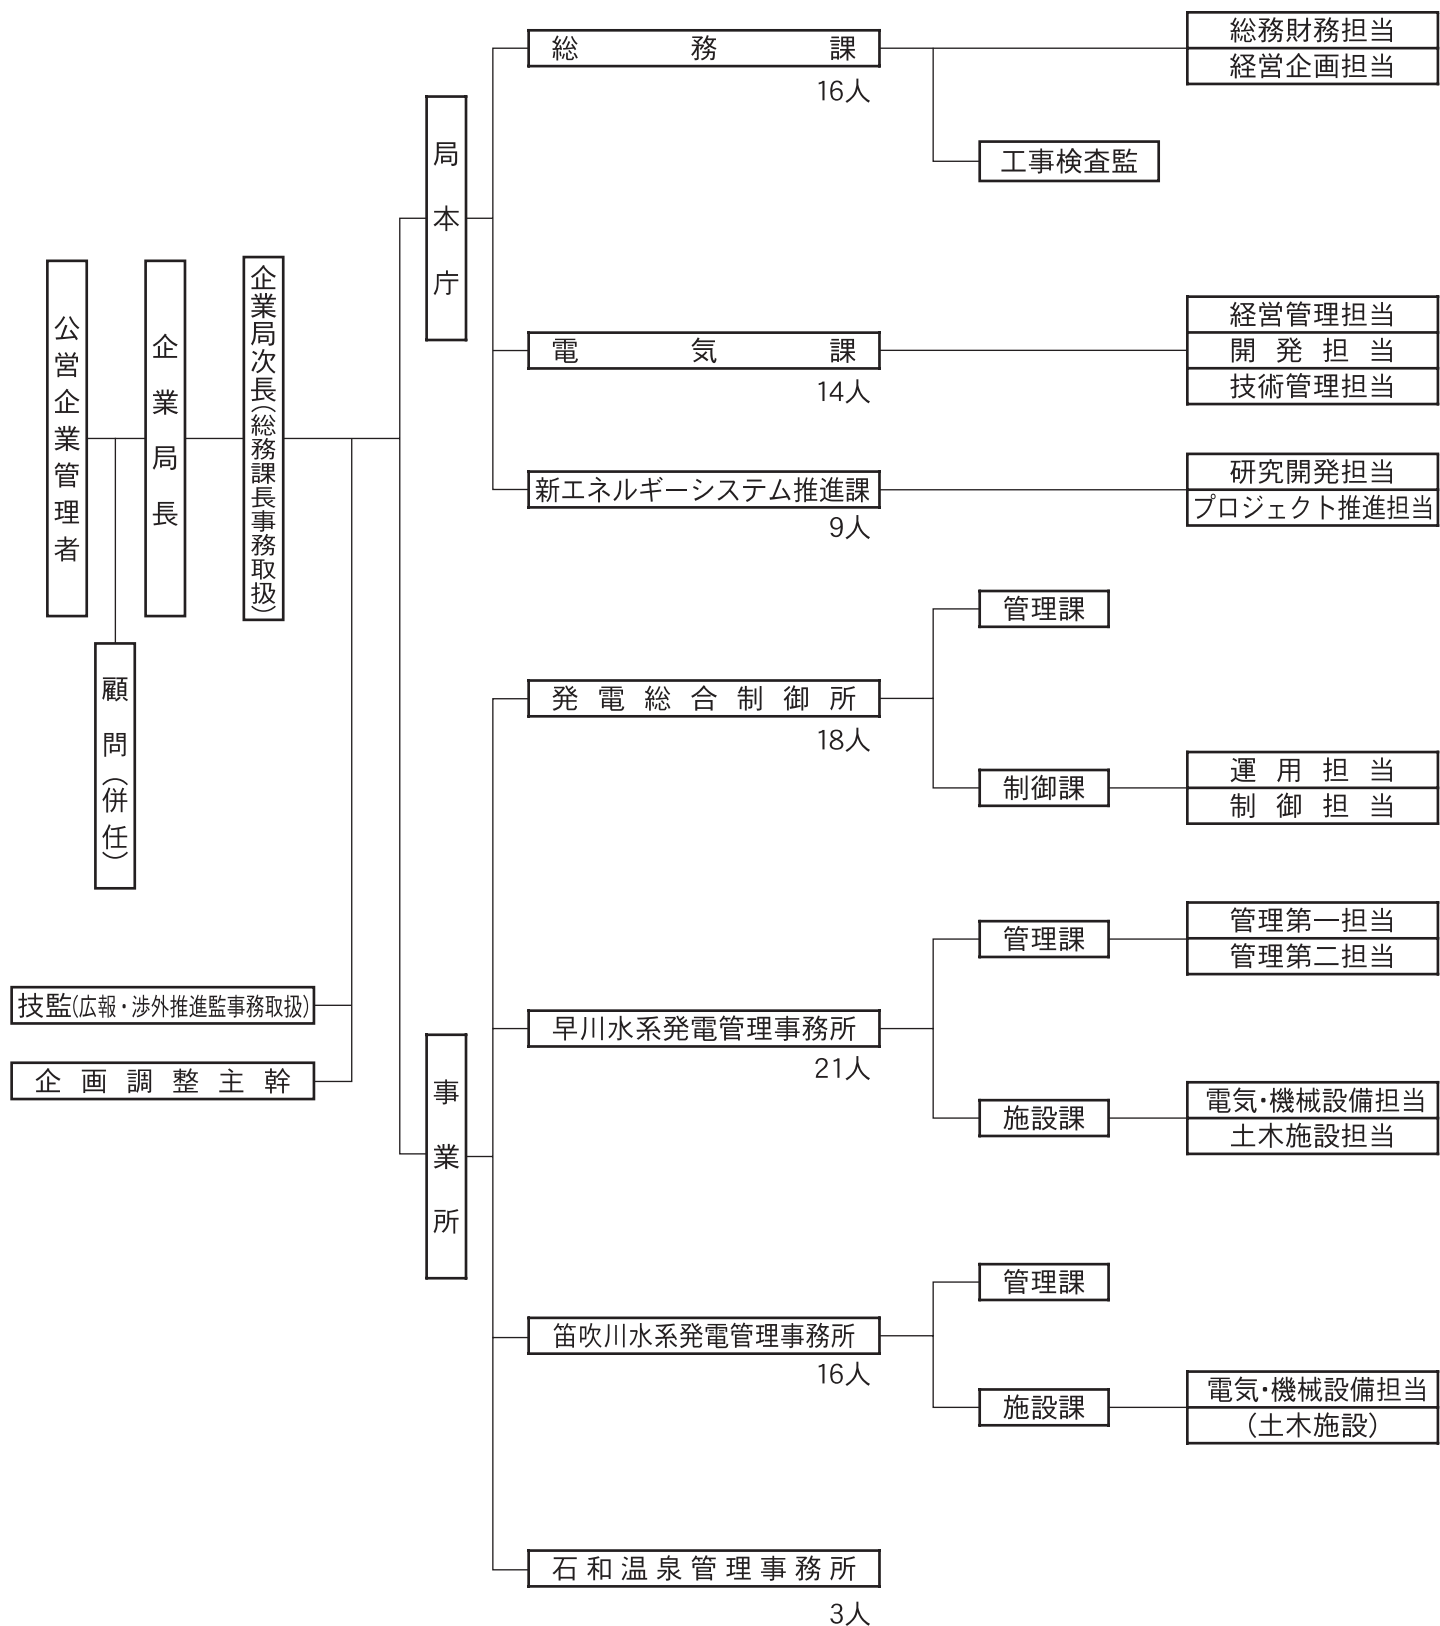 公営企業管理者
顧問（併任）
企業局長
企業局次長（総務課長事務取扱）
技監（広報・渉外推進監事務取扱）
企画調整主幹
局本庁
総務課
16人
総務財務担当
経営企画担当
工事検査監
電気課
14人
経営管理担当
開発担当
技術管理担当
新エネルギーシステム推進課
9人
研究開発担当
プロジェクト推進担当
事業所
発電総合制御所
18人
管理課
制御課
運用担当
制御担当
早川水系発電管理事務所
21人
管理課
管理第一担当
管理第二担当
施設課
電気・機械設備担当
土木施設担当
笛吹川水系発電管理事務所
16人
管理課
施設課
電気・機械設備担当
（土木施設）
石和温泉管理事務所
3人